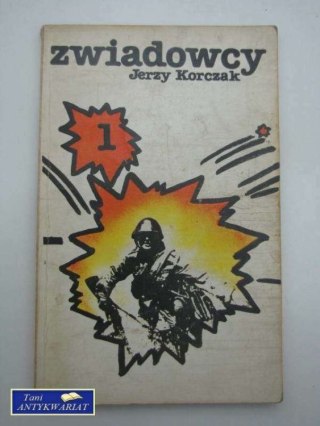 zwiadowcy
Jerzy Korczak
1
Tani
ANTYKWARIAT